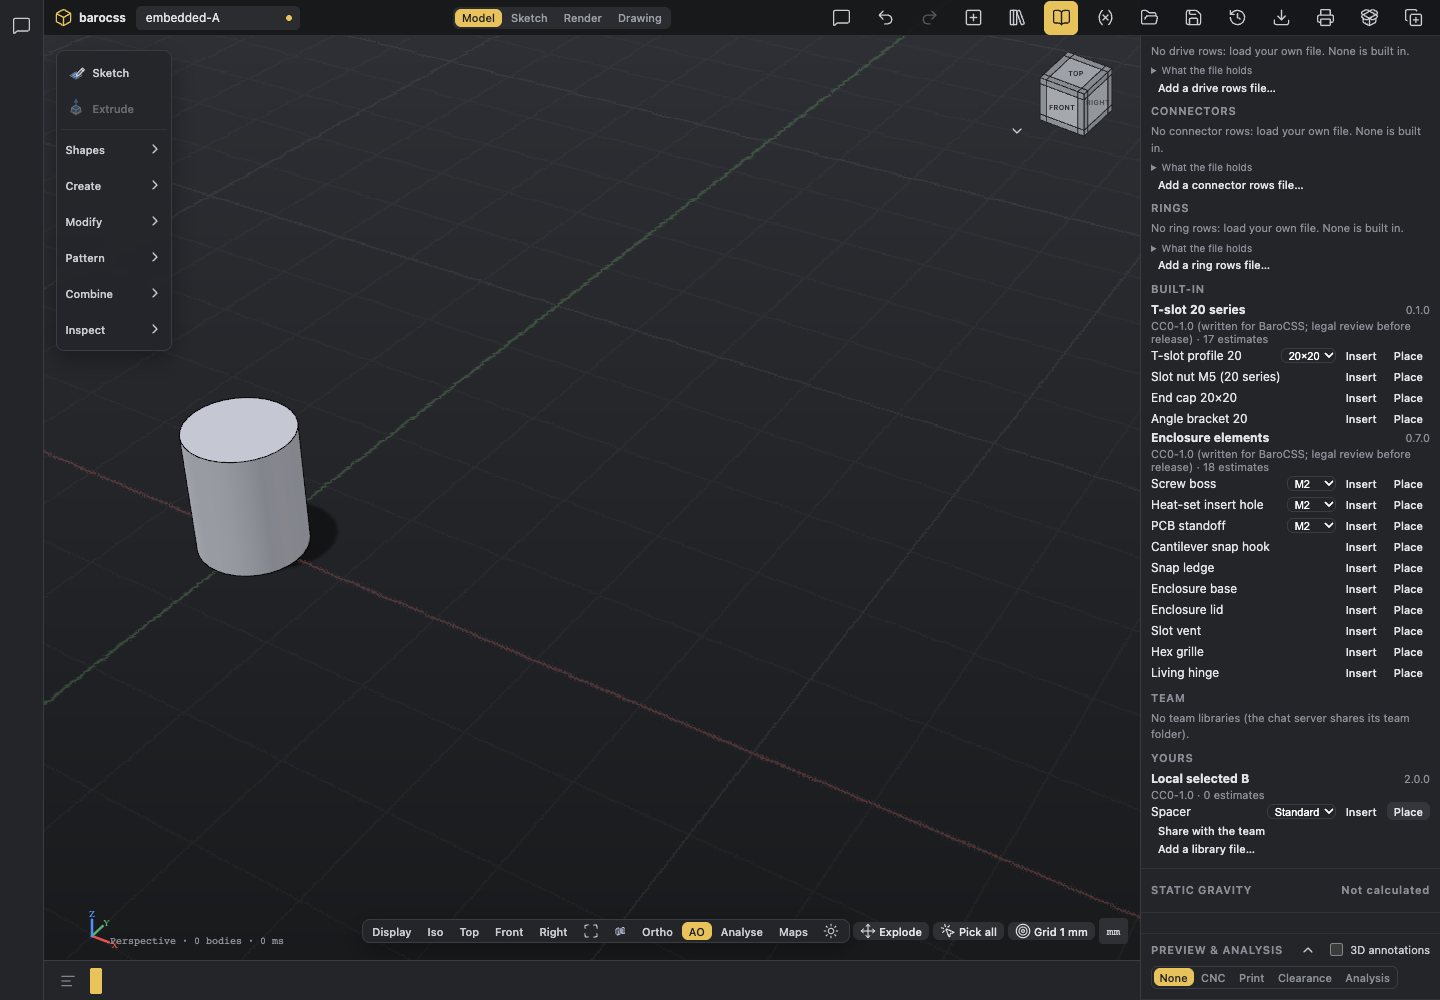 barocss
embedded-A
Model
Sketch
Render
Drawing
Sketch
Extrude
Shapes
Create
Modify
Pattern
Combine
Inspect
TOP
FRONT
RIGHT
No drive rows: load your own file. None is built in.
What the file holds
Add a drive rows file...
CONNECTORS
No connector rows: load your own file. None is built
in.
What the file holds
Add a connector rows file...
RINGS
No ring rows: load your own file. None is built in.
What the file holds
Add a ring rows file...
BUILT-IN
T-slot 20 series 0.1.0
CC0-1.0 (written for BaroCSS; legal review before
release) · 17 estimates
T-slot profile 20 20×20 Insert Place
Slot nut M5 (20 series) Insert Place
End cap 20×20 Insert Place
Angle bracket 20 Insert Place
Enclosure elements 0.7.0
CC0-1.0 (written for BaroCSS; legal review before
release) · 18 estimates
Screw boss M2 Insert Place
Heat-set insert hole M2 Insert Place
PCB standoff M2 Insert Place
Cantilever snap hook Insert Place
Snap ledge Insert Place
Enclosure base Insert Place
Enclosure lid Insert Place
Slot vent Insert Place
Hex grille Insert Place
Living hinge Insert Place
TEAM
No team libraries (the chat server shares its team
folder).
YOURS
Local selected B 2.0.0
CC0-1.0 · 0 estimates
Spacer Standard Insert Place
Share with the team
Add a library file...
STATIC GRAVITY Not calculated
PREVIEW & ANALYSIS 3D annotations
None CNC Print Clearance Analysis
Z
Y
X
Perspective · 0 bodies · 0 ms
Display Iso Top Front Right Ortho AO Analyse Maps Explode Pick all Grid 1 mm mm